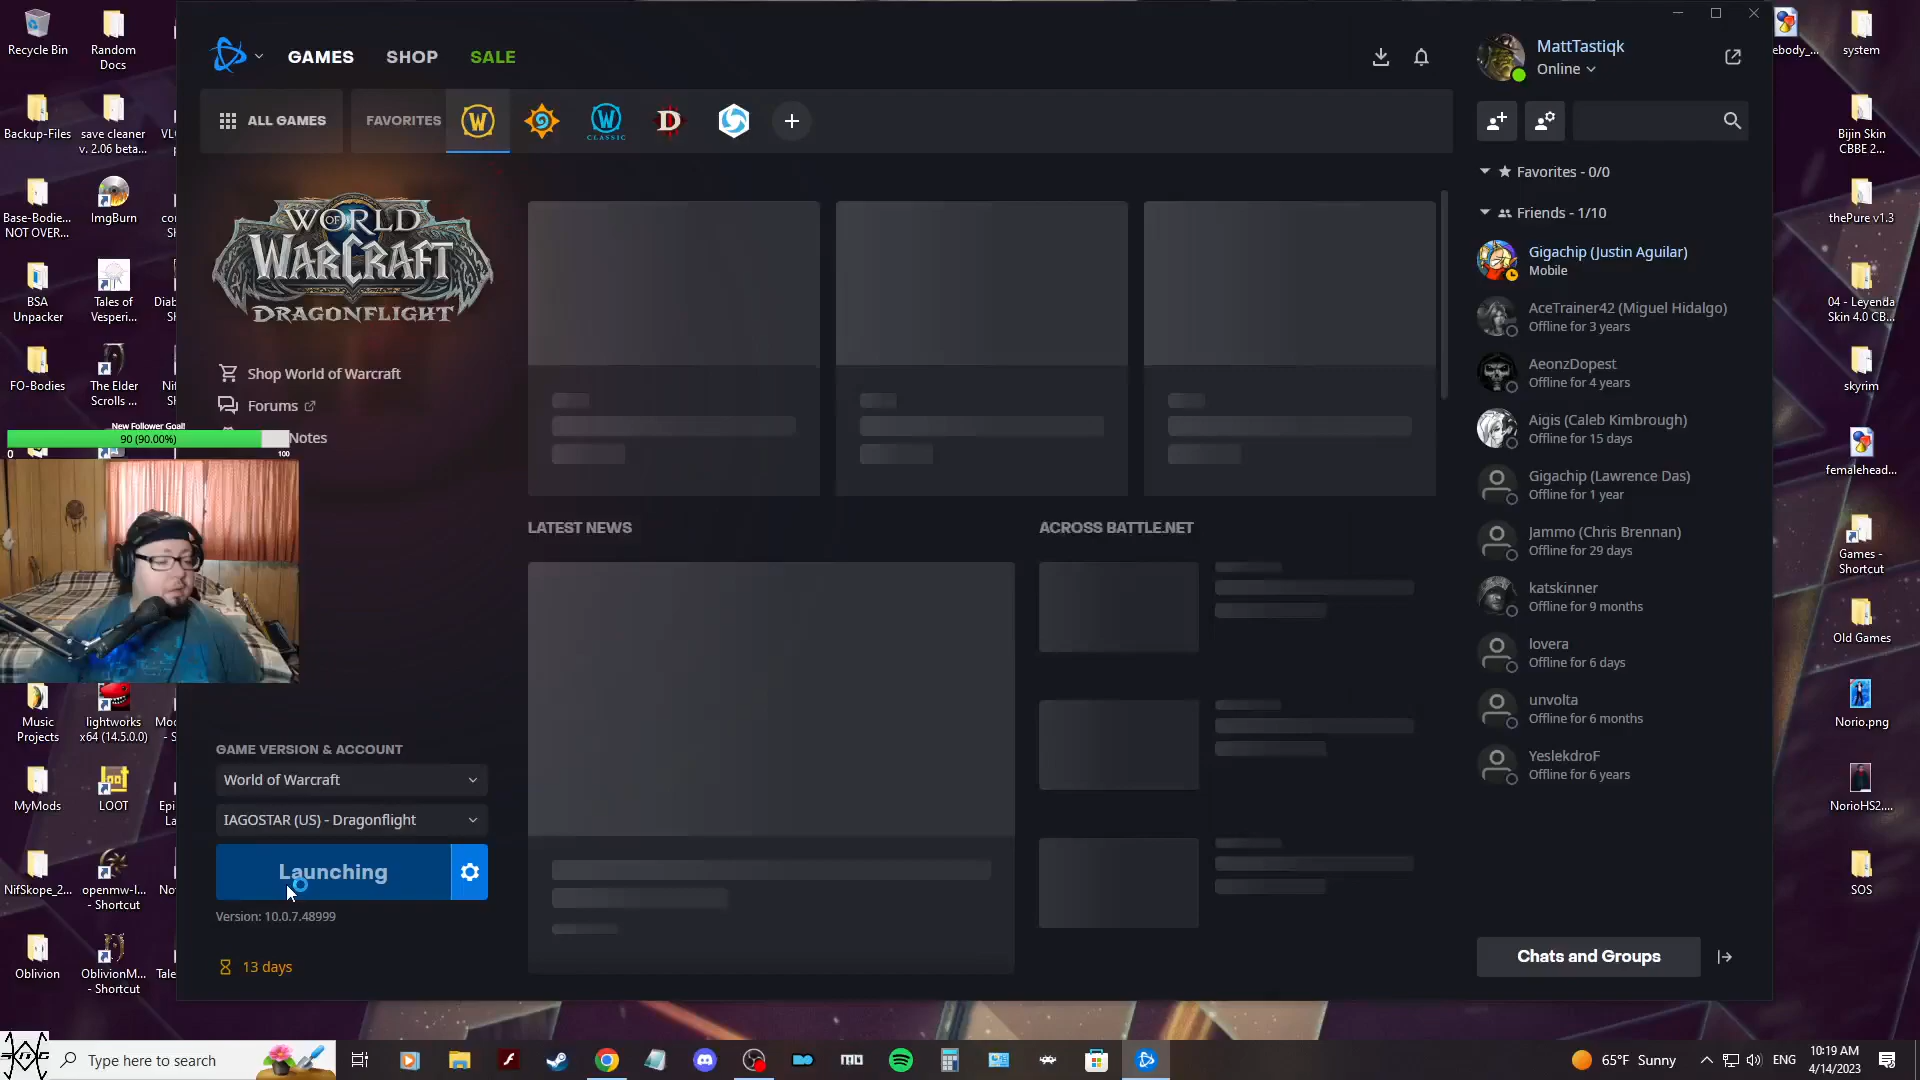 Recycle Bin
Random
Docs
Backup-Files
save cleaner
v. 2.06 beta...
Base-Bodie...
NOT OVER...
ImgBurn
BSA
Unpacker
Tales of
Vesperi...
FO-Bodies
The Elder
Scrolls ...
New Follower Goal!
90 (90.00%)
0
100
Music
Projects
lightworks
x64 (14.5.0.0)
MyMods
LOOT
NifSkope_2...
openmw-l...
- Shortcut
Oblivion
OblivionM...
- Shortcut
GAMES
SHOP
SALE
ALL GAMES
FAVORITES
W
W
CLASSIC
D
WORLD
OF
WARCRAFT
DRAGONFLIGHT
Shop World of Warcraft
Forums
Notes
LATEST NEWS
ACROSS BATTLE.NET
GAME VERSION & ACCOUNT
World of Warcraft
IAGOSTAR (US) - Dragonflight
Launching
Version: 10.0.7.48999
13 days
MattTastiqk
Online
Favorites - 0/0
Friends - 1/10
Gigachip (Justin Aguilar)
Mobile
AceTrainer42 (Miguel Hidalgo)
Offline for 3 years
AeonzDopest
Offline for 4 years
Aigis (Caleb Kimbrough)
Offline for 15 days
Gigachip (Lawrence Das)
Offline for 1 year
Jammo (Chris Brennan)
Offline for 29 days
katskinner
Offline for 9 months
lovera
Offline for 6 days
unvolta
Offline for 6 months
YeslekdroF
Offline for 6 years
Chats and Groups
ebody_...
system
Bijin Skin
CBBE 2...
thePure v1.3
04 - Leyenda
Skin 4.0 CB...
skyrim
femalehead...
Games -
Shortcut
Old Games
Norio.png
NorioHS2....
SOS
Type here to search
65°F Sunny
ENG
10:19 AM
4/14/2023